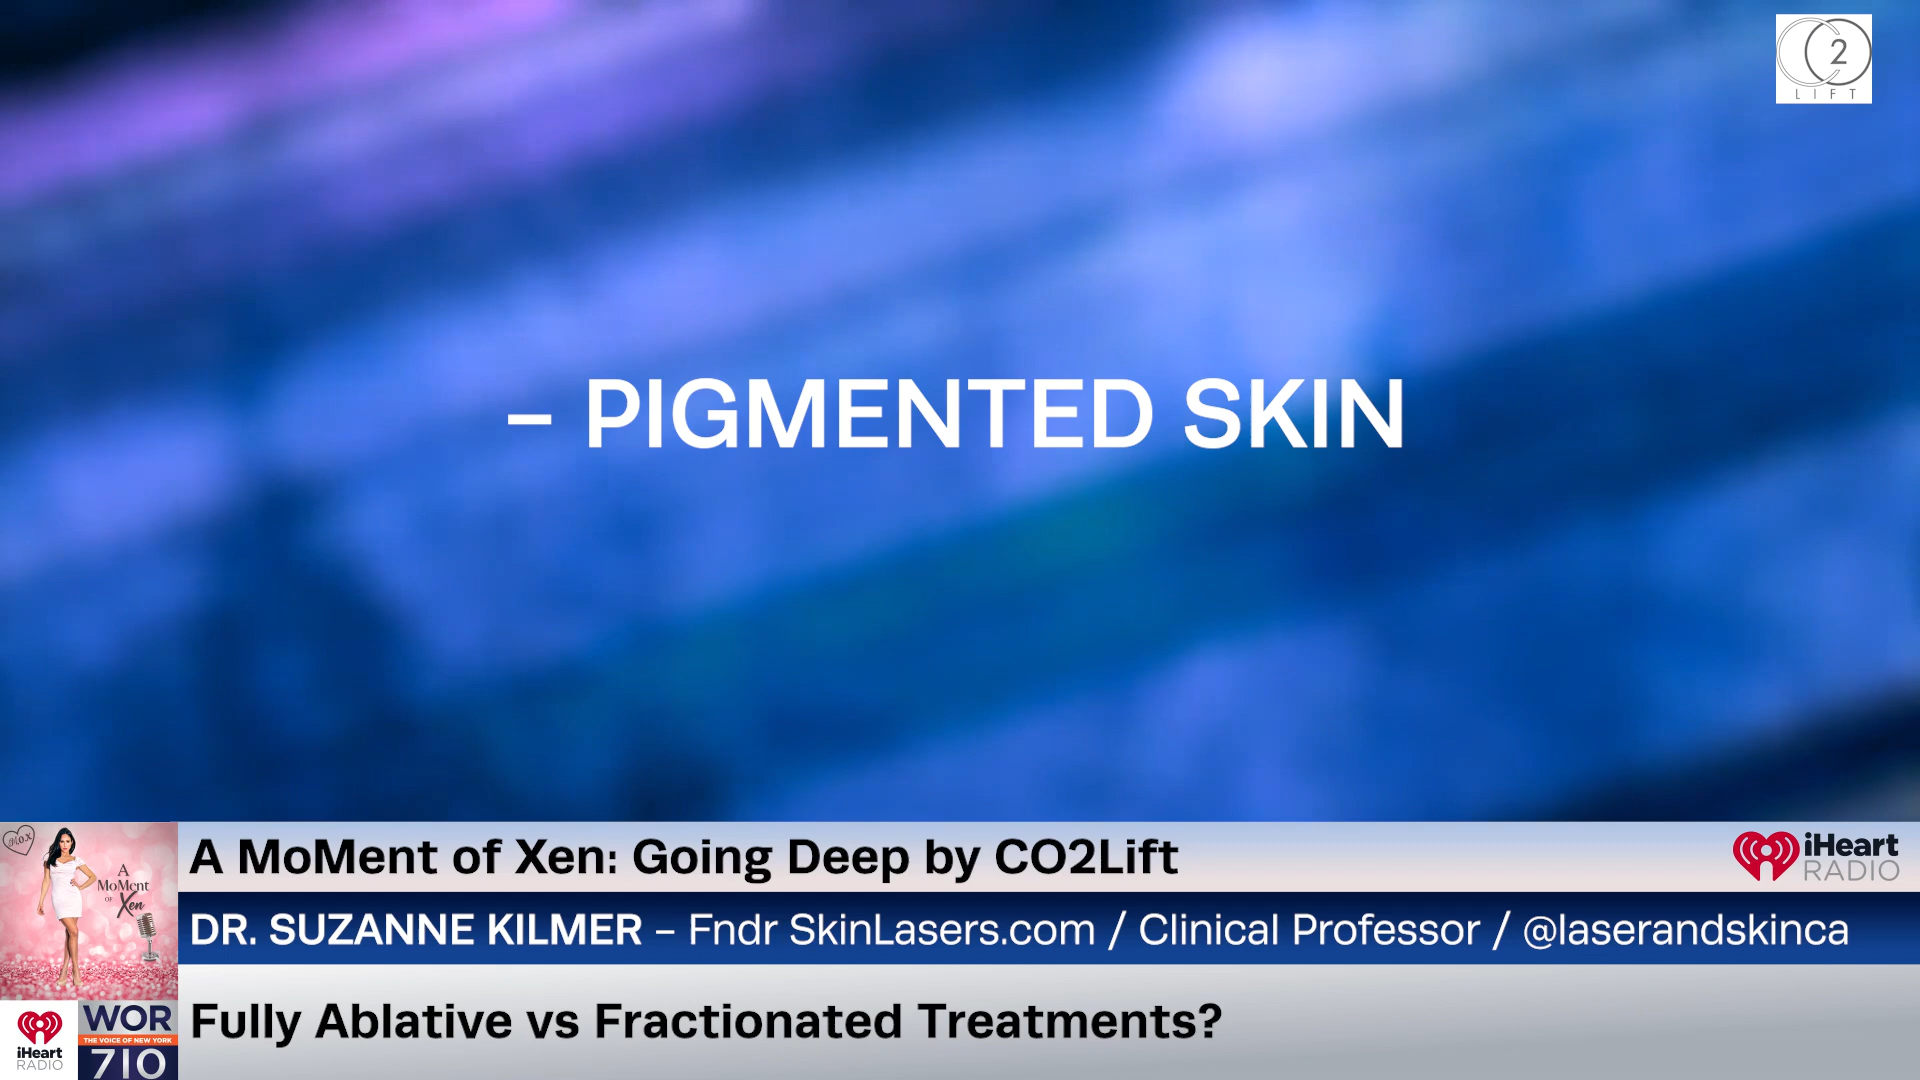 CO2
LIFT
– PIGMENTED SKIN
A MoMent of Xen: Going Deep by CO2Lift
iHeart
RADIO
M.O.X
A
MoMent
OF Xen
DR. SUZANNE KILMER – Fndr SkinLasers.com / Clinical Professor / @laserandskinca
Fully Ablative vs Fractionated Treatments?
iHeart
RADIO
WOR
THE VOICE OF NEW YORK
710